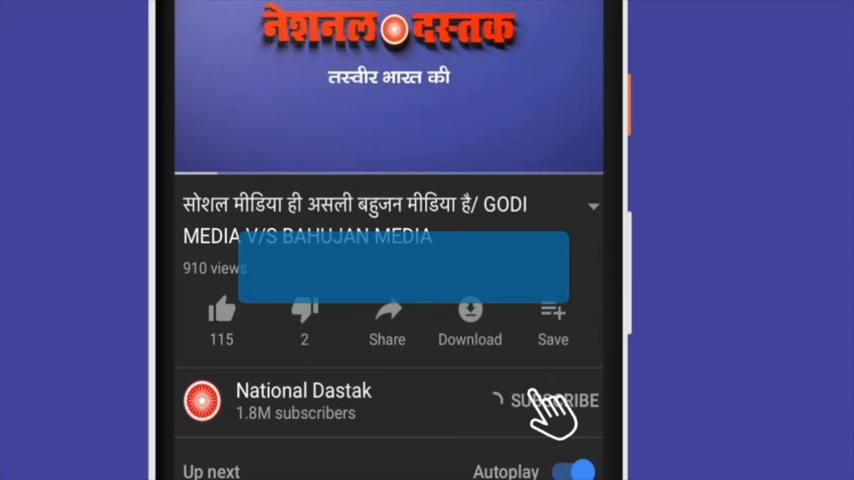 नेशनल दस्तक
तस्वीर भारत की
सोशल मीडिया ही असली बहुजन मीडिया है/ GODI
MEDIA V/S BAHUJAN MEDIA
910 views
115
2
Share
Download
Save
National Dastak
SUBSCRIBE
1.8M subscribers
Up next
Autoplay